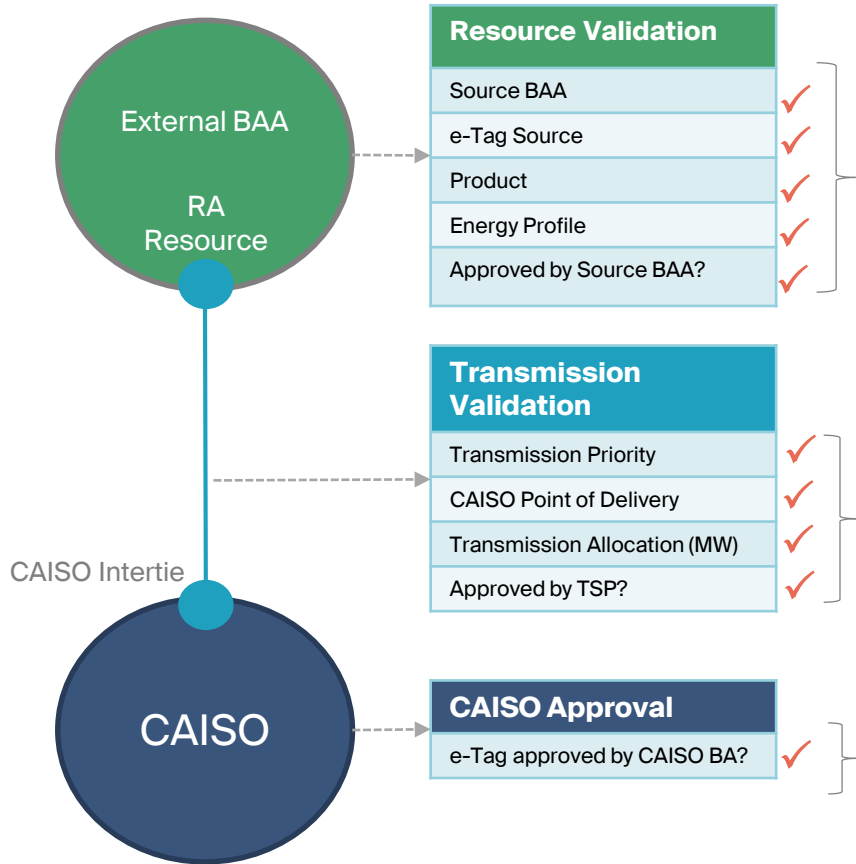 External BAA
RA
Resource
CAISO Intertie
CAISO
Resource Validation
Source BAA
e-Tag Source
Product
Energy Profile
Approved by Source BAA?
Transmission
Validation
Transmission Priority
CAISO Point of Delivery
Transmission Allocation (MW)
Approved by TSP?
CAISO Approval
e-Tag approved by CAISO BA?